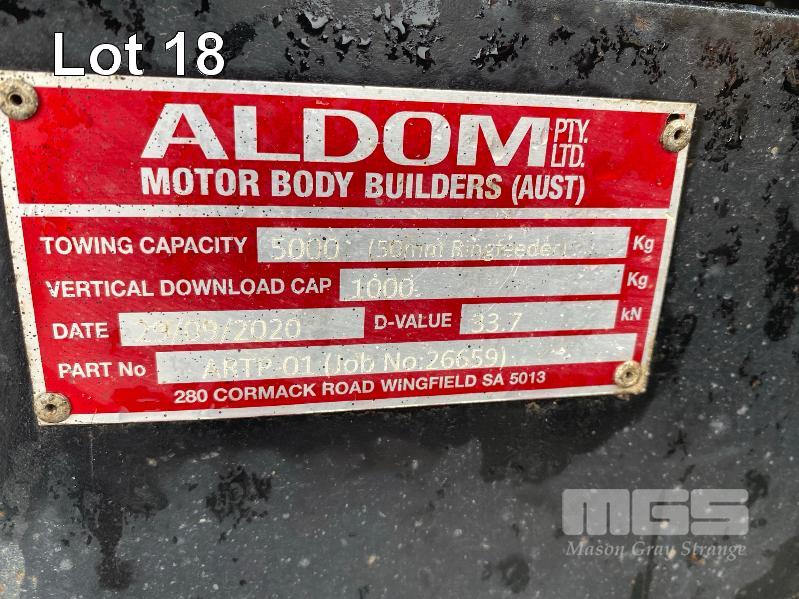 Lot 18
ALDOM PTY. LTD.
MOTOR BODY BUILDERS (AUST)
TOWING CAPACITY 5000 (50mm Ringfeeder) Kg
VERTICAL DOWNLOAD CAP 1000 Kg
DATE 29/09/2020 D-VALUE 33.7 kN
PART No ARTP-01 (Job No:26659)
280 CORMACK ROAD WINGFIELD SA 5013
MGS
Mason Gray Strange